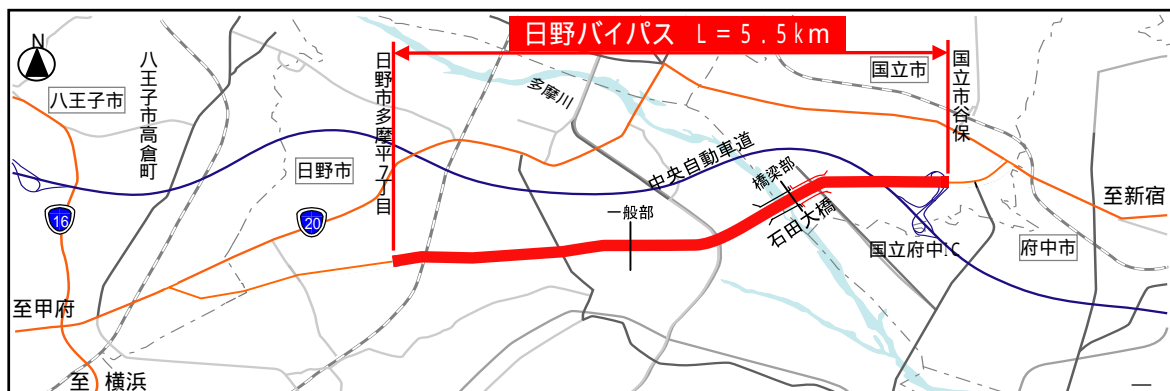 日野バイパス L=5.5km
N
八王子市
八王子市高倉町
日野市多摩平7丁目
多摩川
国立市
国立市谷保
中央自動車道
橋梁部
日野市
一般部
石田大橋
至新宿
16
20
国立府中IC
府中市
至甲府
至 横浜